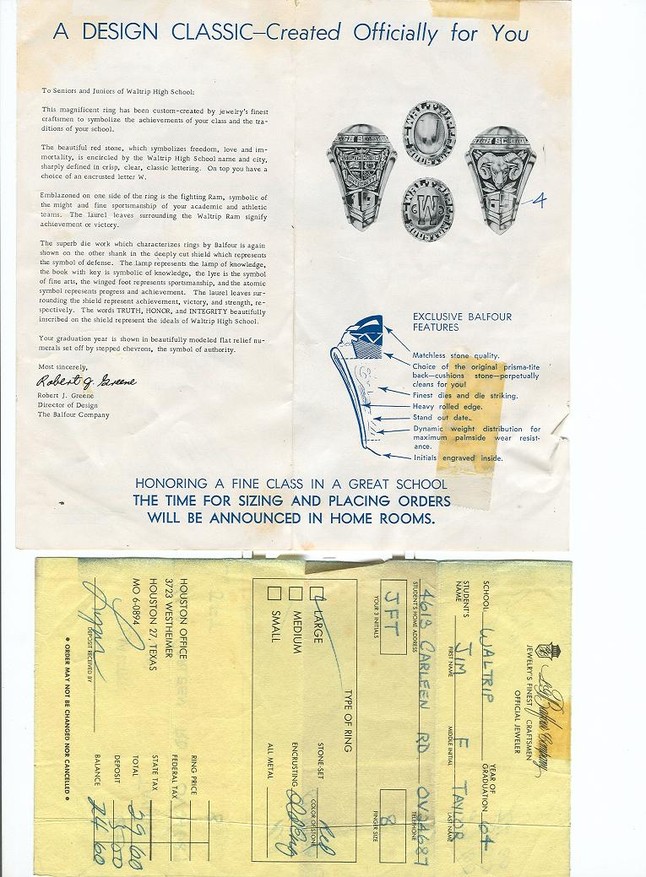 A DESIGN CLASSIC—Created Officially for You
To Seniors and Juniors of Waltrip High School:
This magnificent ring has been custom-created by jewelry's finest
craftsmen to symbolize the achievements of your class and the tra-
ditions of your school.
The beautiful red stone, which symbolizes freedom, love and im-
mortality, is encircled by the Waltrip High School name and city,
sharply defined in crisp, clear, classic lettering. On top you have a
choice of an encrusted letter W.
Emblazoned on one side of the ring is the fighting Ram, symbolic of
the might and fine sportsmanship of your academic and athletic
teams. The laurel leaves surrounding the Waltrip Ram signify
achievement or victory.
The superb die work which characterizes rings by Balfour is again
shown on the other shank in the deeply cut shield which represents
the symbol of defense. The lamp represents the lamp of knowledge,
the book with key is symbolic of knowledge, the lyre is the symbol
of fine arts, the winged foot represents sportsmanship, and the atomic
symbol represents progress and achievement. The laurel leaves sur-
rounding the shield represent achievement, victory, and strength, re-
spectively. The words TRUTH, HONOR, and INTEGRITY beautifully
inscribed on the shield represent the ideals of Waltrip High School.
Your graduation year is shown in beautifully modeled flat relief nu-
merals set off by stepped chevrons, the symbol of authority.
Most sincerely,
Robert J. Greene
Robert J. Greene
Director of Design
The Balfour Company
W
4
EXCLUSIVE BALFOUR
FEATURES
Matchless stone quality.
Choice of the original prisma-tite
back—cushions stone—perpetually
cleans for you!
Finest dies and die striking.
Heavy rolled edge.
Stand out date.
Dynamic weight distribution for
maximum palmside wear resist-
ance.
Initials engraved inside.
HONORING A FINE CLASS IN A GREAT SCHOOL
THE TIME FOR SIZING AND PLACING ORDERS
WILL BE ANNOUNCED IN HOME ROOMS.
L.G. Balfour Company
JEWELRY'S FINEST CRAFTSMEN
OFFICIAL JEWELER
SCHOOL WALTRIP YEAR OF GRADUATION 64
STUDENT'S NAME JIM F TAYLOR
FIRST NAME MIDDLE INITIAL LAST NAME
4613 CARLEEN RD OV
STUDENT'S HOME ADDRESS TELEPHONE
JFT 8
YOUR 3 INITIALS FINGER SIZE
TYPE OF RING
LARGE STONE-SET Red
COLOR OF STONE
MEDIUM ENCRUSTING Old Eng
SMALL ALL METAL
HOUSTON OFFICE
3723 WESTHEIMER
HOUSTON 27, TEXAS
MO 6-0894
RING PRICE
FEDERAL TAX
STATE TAX
TOTAL 29 60
DEPOSIT 5 00
BALANCE 24 60
DEPOSIT RECEIVED BY
● ORDER MAY NOT BE CHANGED NOR CANCELLED ●